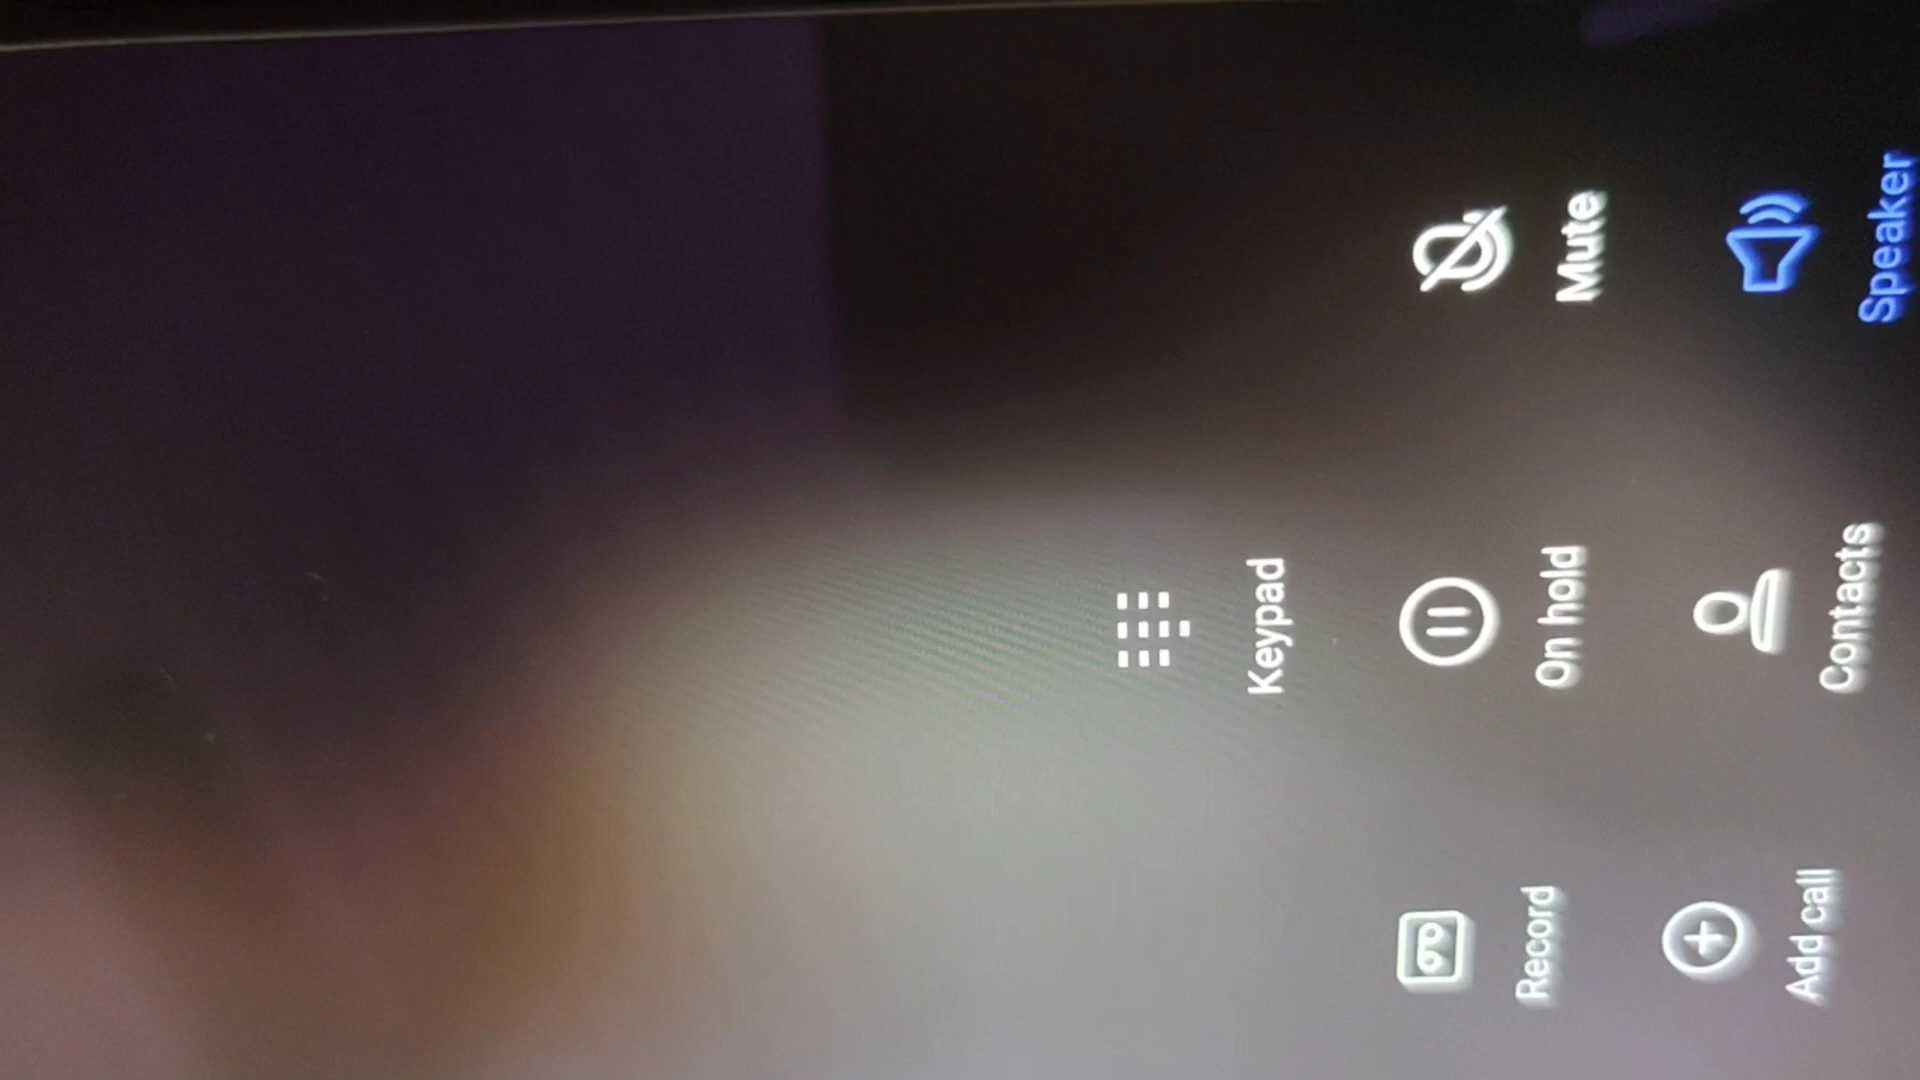 Keypad
Record
On hold
Mute
Add call
Contacts
Speaker